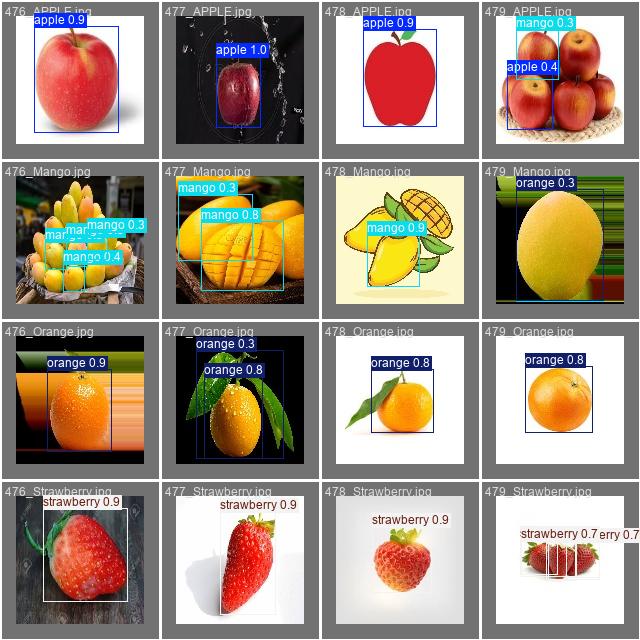 476_APPLE.jpg
apple 0.9
477_APPLE.jpg
apple 1.0
478_APPLE.jpg
apple 0.9
479_APPLE.jpg
mango 0.3
apple 0.4
476_Mango.jpg
mango 0.3
mango 0.4
477_Mango.jpg
mango 0.3
mango 0.8
478_Mango.jpg
mango 0.9
479_Mango.jpg
orange 0.3
476_Orange.jpg
orange 0.9
477_Orange.jpg
orange 0.3
orange 0.8
478_Orange.jpg
orange 0.8
479_Orange.jpg
orange 0.8
476_Strawberry.jpg
strawberry 0.9
477_Strawberry.jpg
strawberry 0.9
478_Strawberry.jpg
strawberry 0.9
479_Strawberry.jpg
strawberry 0.7
erry 0.7